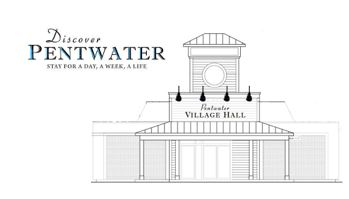 Discover
PENTWATER
STAY FOR A DAY, A WEEK, A LIFE
Pentwater
VILLAGE HALL